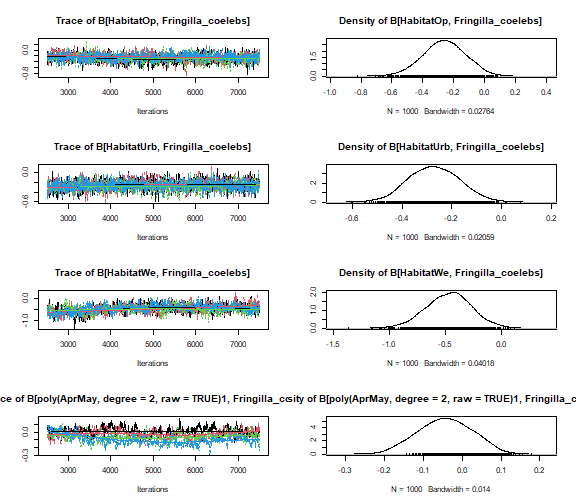 Trace of B[HabitatOp, Fringilla_coelebs]
Density of B[HabitatOp, Fringilla_coelebs]
0.0
-0.8
3000 4000 5000 6000 7000
Iterations
1.5
0.0
-1.0 -0.8 -0.6 -0.4 -0.2 0.0 0.2 0.4
N = 1000 Bandwidth = 0.02764
Trace of B[HabitatUrb, Fringilla_coelebs]
Density of B[HabitatUrb, Fringilla_coelebs]
0.0
-0.6
3000 4000 5000 6000 7000
Iterations
2
0
-0.6 -0.4 -0.2 0.0 0.2
N = 1000 Bandwidth = 0.02059
Trace of B[HabitatWe, Fringilla_coelebs]
Density of B[HabitatWe, Fringilla_coelebs]
0.0
-1.0
3000 4000 5000 6000 7000
Iterations
2.0
1.0
0.0
-1.5 -1.0 -0.5 0.0
N = 1000 Bandwidth = 0.04018
ce of B[poly(AprMay, degree = 2, raw = TRUE)1, Fringilla_co
sity of B[poly(AprMay, degree = 2, raw = TRUE)1, Fringilla_c
0.0
-0.3
3000 4000 5000 6000 7000
Iterations
4
2
0
-0.3 -0.2 -0.1 0.0 0.1 0.2
N = 1000 Bandwidth = 0.014